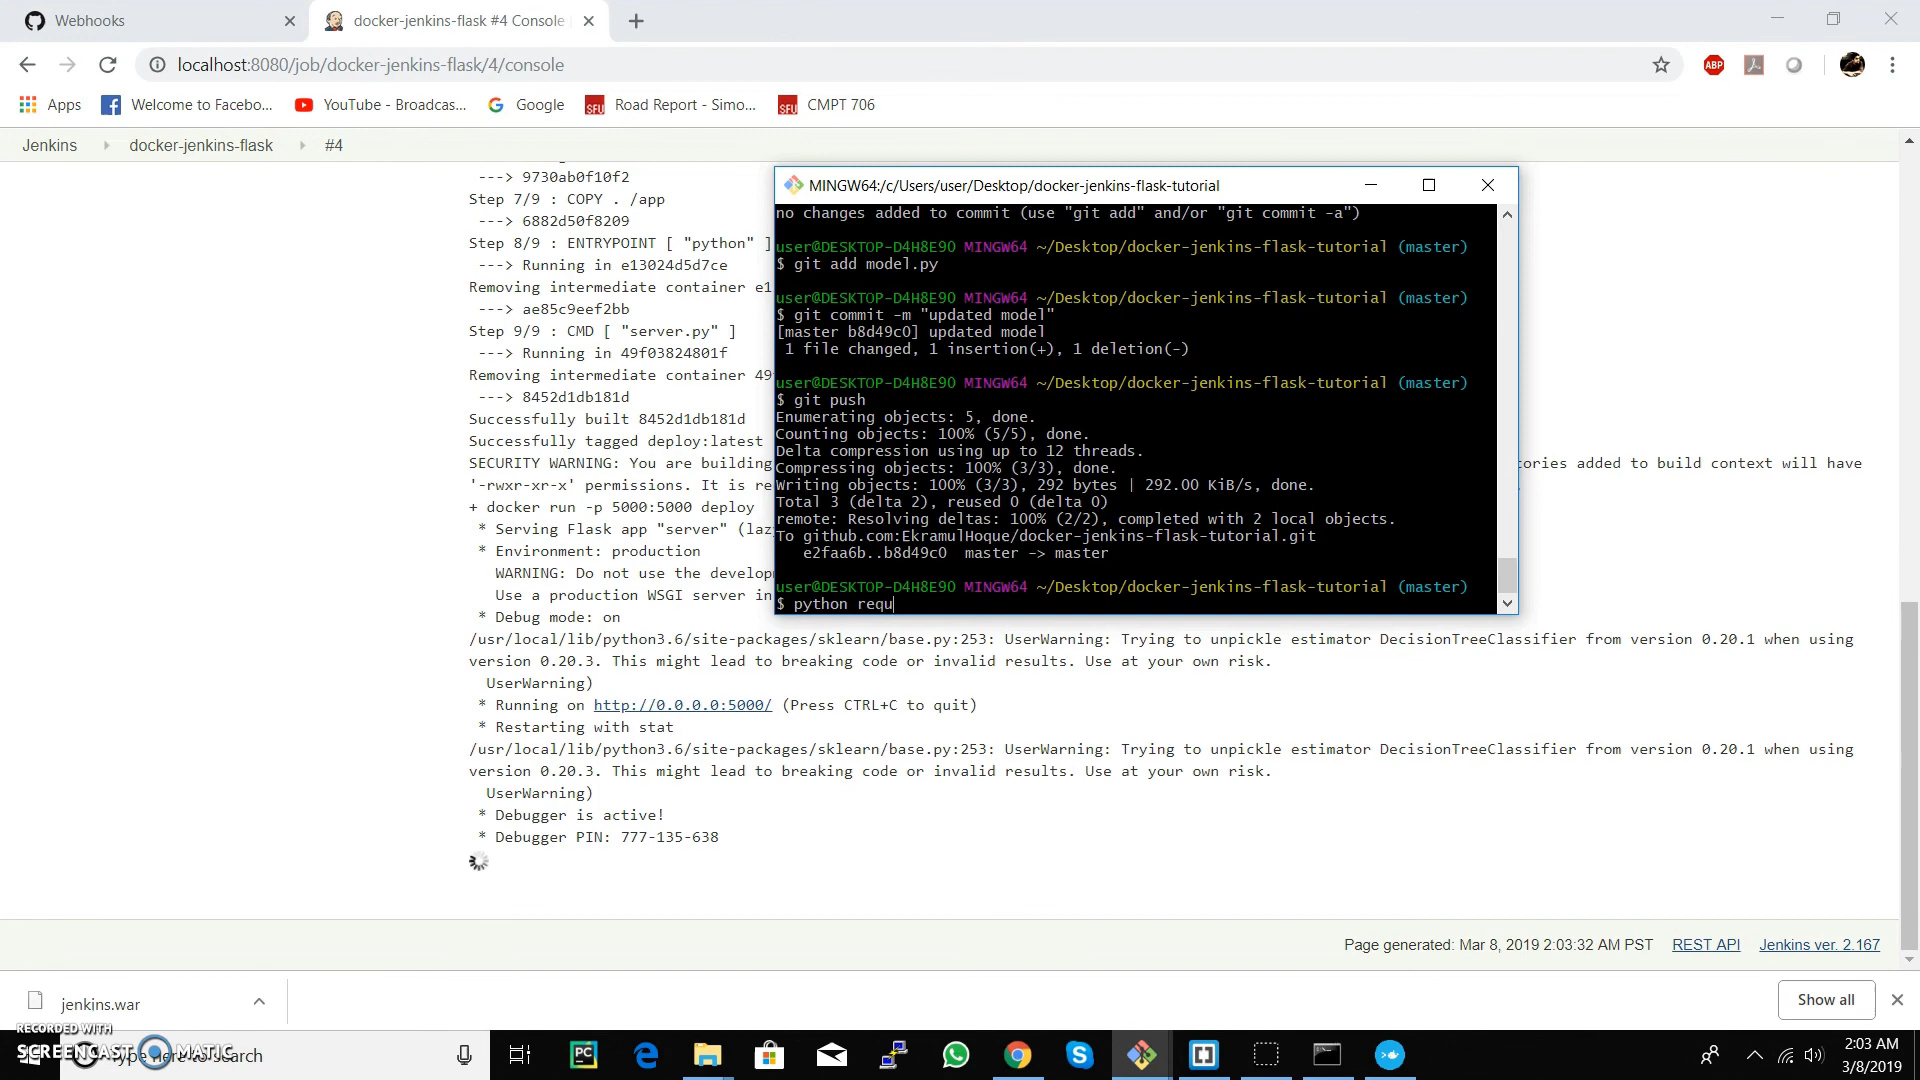 Webhooks
docker-jenkins-flask #4 Console
localhost:8080/job/docker-jenkins-flask/4/console
ABP
Apps
Welcome to Facebo...
YouTube - Broadcas...
Google
SFU
Road Report - Simo...
SFU
CMPT 706
Jenkins
docker-jenkins-flask
#4
---> 9730ab0f10f2
Step 7/9 : COPY . /app
---> 6882d50f8209
Step 8/9 : ENTRYPOINT [ "python" ]
---> Running in e13024d5d7ce
Removing intermediate container e1
---> ae85c9eef2bb
Step 9/9 : CMD [ "server.py" ]
---> Running in 49f03824801f
Removing intermediate container 49
---> 8452d1db181d
Successfully built 8452d1db181d
Successfully tagged deploy:latest
SECURITY WARNING: You are building
tories added to build context will have
'-rwxr-xr-x' permissions. It is re
+ docker run -p 5000:5000 deploy
* Serving Flask app "server" (laz
* Environment: production
WARNING: Do not use the develop
Use a production WSGI server in
* Debug mode: on
/usr/local/lib/python3.6/site-packages/sklearn/base.py:253: UserWarning: Trying to unpickle estimator DecisionTreeClassifier from version 0.20.1 when using
version 0.20.3. This might lead to breaking code or invalid results. Use at your own risk.
UserWarning)
* Running on http://0.0.0.0:5000/ (Press CTRL+C to quit)
* Restarting with stat
/usr/local/lib/python3.6/site-packages/sklearn/base.py:253: UserWarning: Trying to unpickle estimator DecisionTreeClassifier from version 0.20.1 when using
version 0.20.3. This might lead to breaking code or invalid results. Use at your own risk.
UserWarning)
* Debugger is active!
* Debugger PIN: 777-135-638
MINGW64:/c/Users/user/Desktop/docker-jenkins-flask-tutorial
no changes added to commit (use "git add" and/or "git commit -a")
user@DESKTOP-D4H8E90 MINGW64 ~/Desktop/docker-jenkins-flask-tutorial (master)
$ git add model.py
user@DESKTOP-D4H8E90 MINGW64 ~/Desktop/docker-jenkins-flask-tutorial (master)
$ git commit -m "updated model"
[master b8d49c0] updated model
1 file changed, 1 insertion(+), 1 deletion(-)
user@DESKTOP-D4H8E90 MINGW64 ~/Desktop/docker-jenkins-flask-tutorial (master)
$ git push
Enumerating objects: 5, done.
Counting objects: 100% (5/5), done.
Delta compression using up to 12 threads.
Compressing objects: 100% (3/3), done.
Writing objects: 100% (3/3), 292 bytes | 292.00 KiB/s, done.
Total 3 (delta 2), reused 0 (delta 0)
remote: Resolving deltas: 100% (2/2), completed with 2 local objects.
To github.com:EkramulHoque/docker-jenkins-flask-tutorial.git
e2faa6b..b8d49c0  master -> master
user@DESKTOP-D4H8E90 MINGW64 ~/Desktop/docker-jenkins-flask-tutorial (master)
$ python requ
Page generated: Mar 8, 2019 2:03:32 AM PST
REST API
Jenkins ver. 2.167
jenkins.war
Show all
RECORDED WITH
SCREENCAST MATIC
Type here to search
PC
2:03 AM
3/8/2019